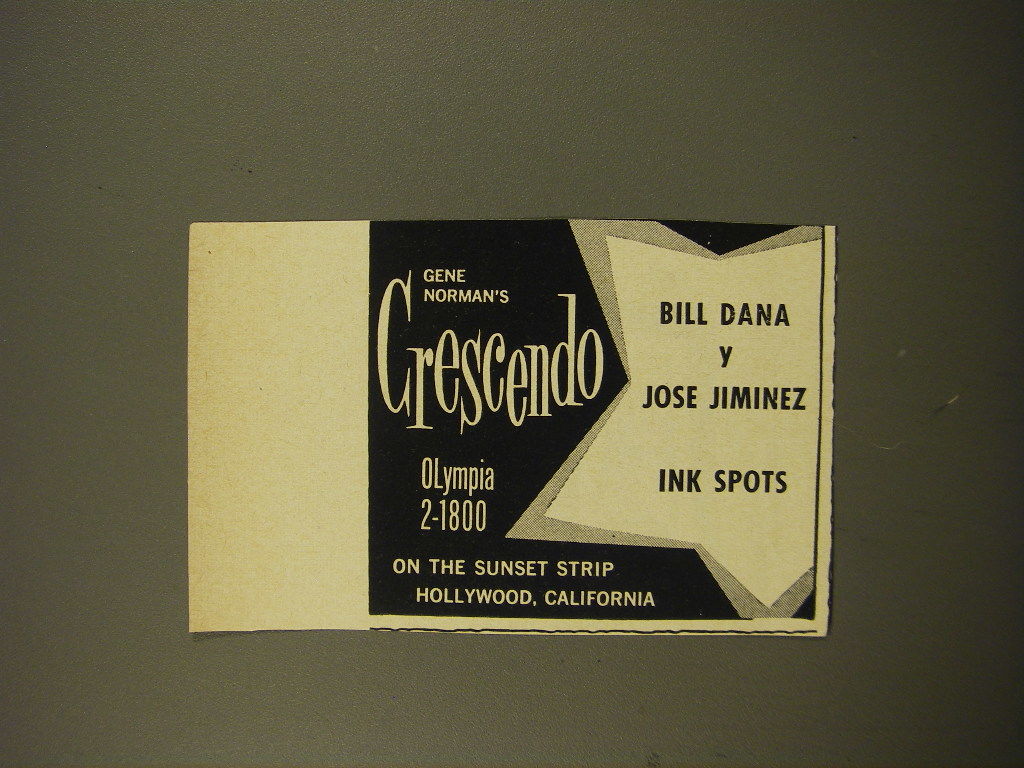 GENE
NORMAN'S
Crescendo
OLympia
2-1800
ON THE SUNSET STRIP
HOLLYWOOD, CALIFORNIA
BILL DANA
y
JOSE JIMINEZ
INK SPOTS